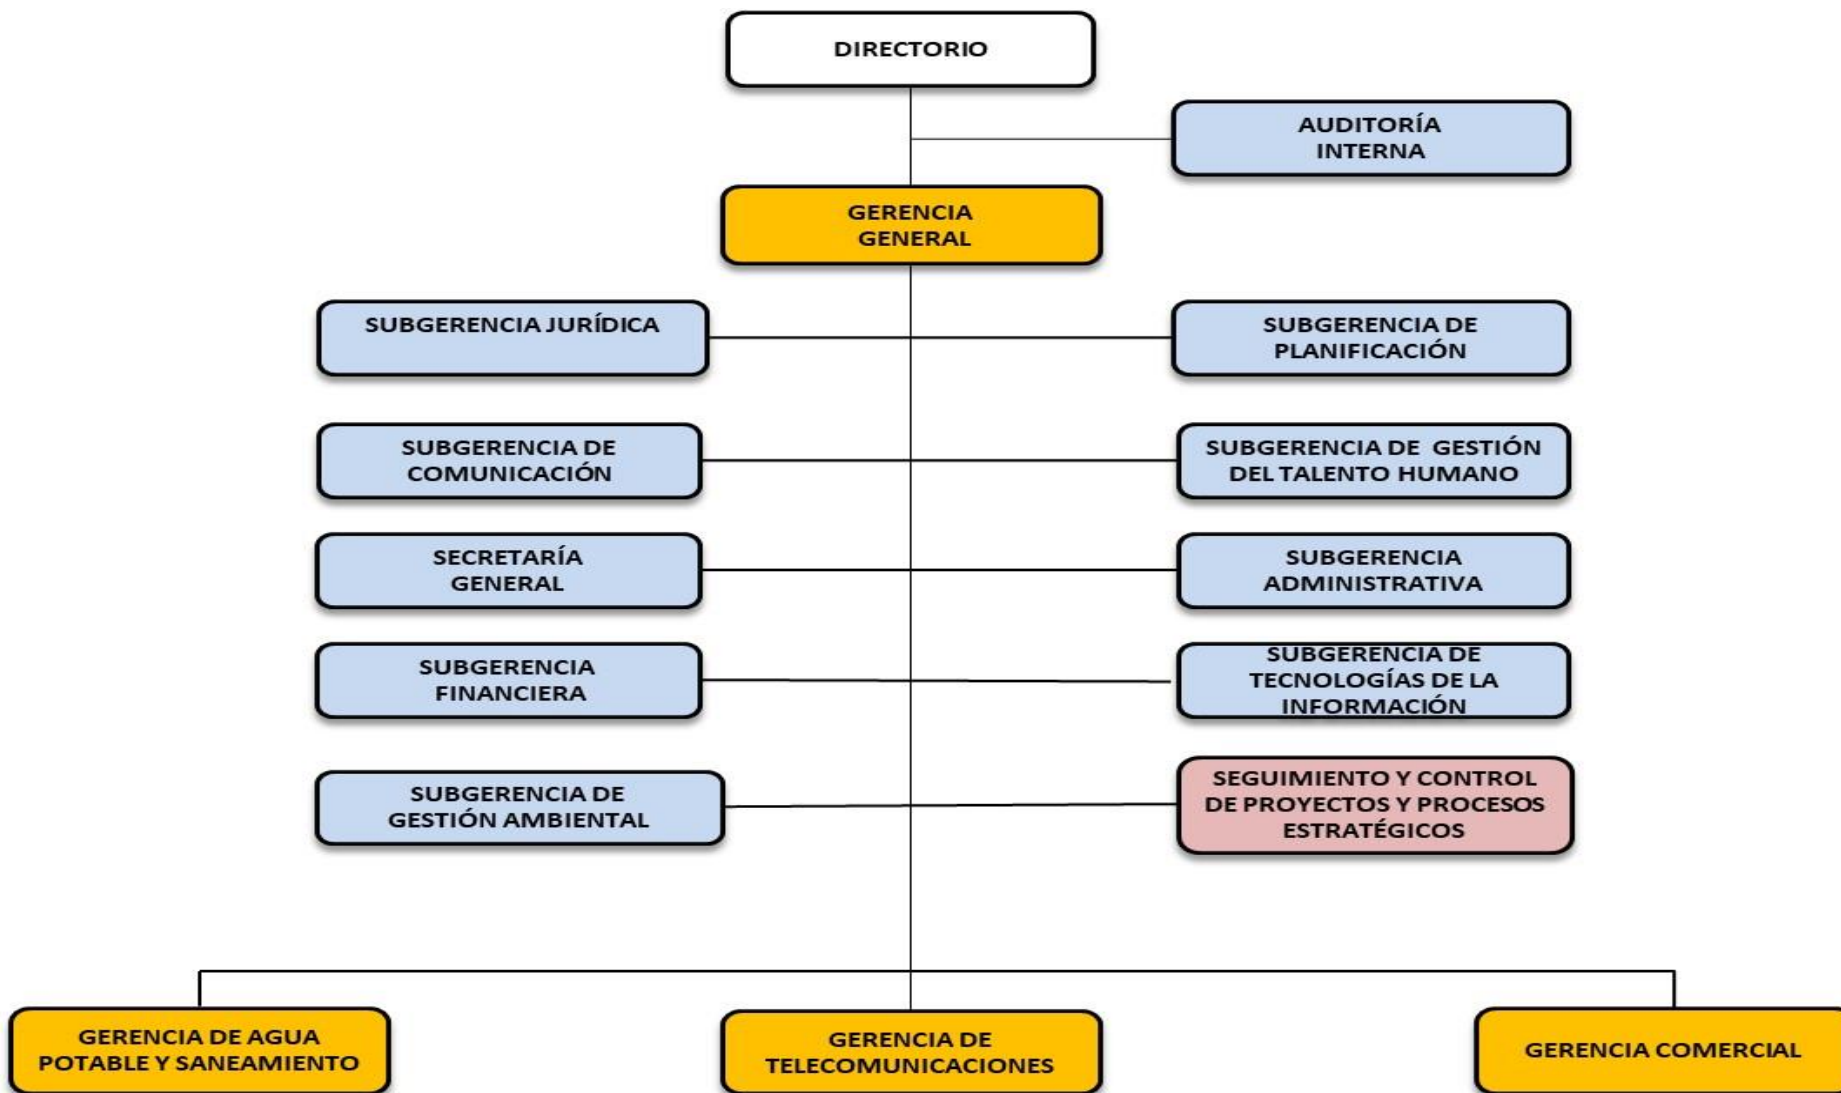 DIRECTORIO
AUDITORÍA
INTERNA
GERENCIA
GENERAL
SUBGERENCIA JURÍDICA
SUBGERENCIA DE
PLANIFICACIÓN
SUBGERENCIA DE
COMUNICACIÓN
SUBGERENCIA DE GESTIÓN
DEL TALENTO HUMANO
SECRETARÍA
GENERAL
SUBGERENCIA
ADMINISTRATIVA
SUBGERENCIA
FINANCIERA
SUBGERENCIA DE
TECNOLOGÍAS DE LA
INFORMACIÓN
SUBGERENCIA DE
GESTIÓN AMBIENTAL
SEGUIMIENTO Y CONTROL
DE PROYECTOS Y PROCESOS
ESTRATÉGICOS
GERENCIA DE AGUA
POTABLE Y SANEAMIENTO
GERENCIA DE
TELECOMUNICACIONES
GERENCIA COMERCIAL